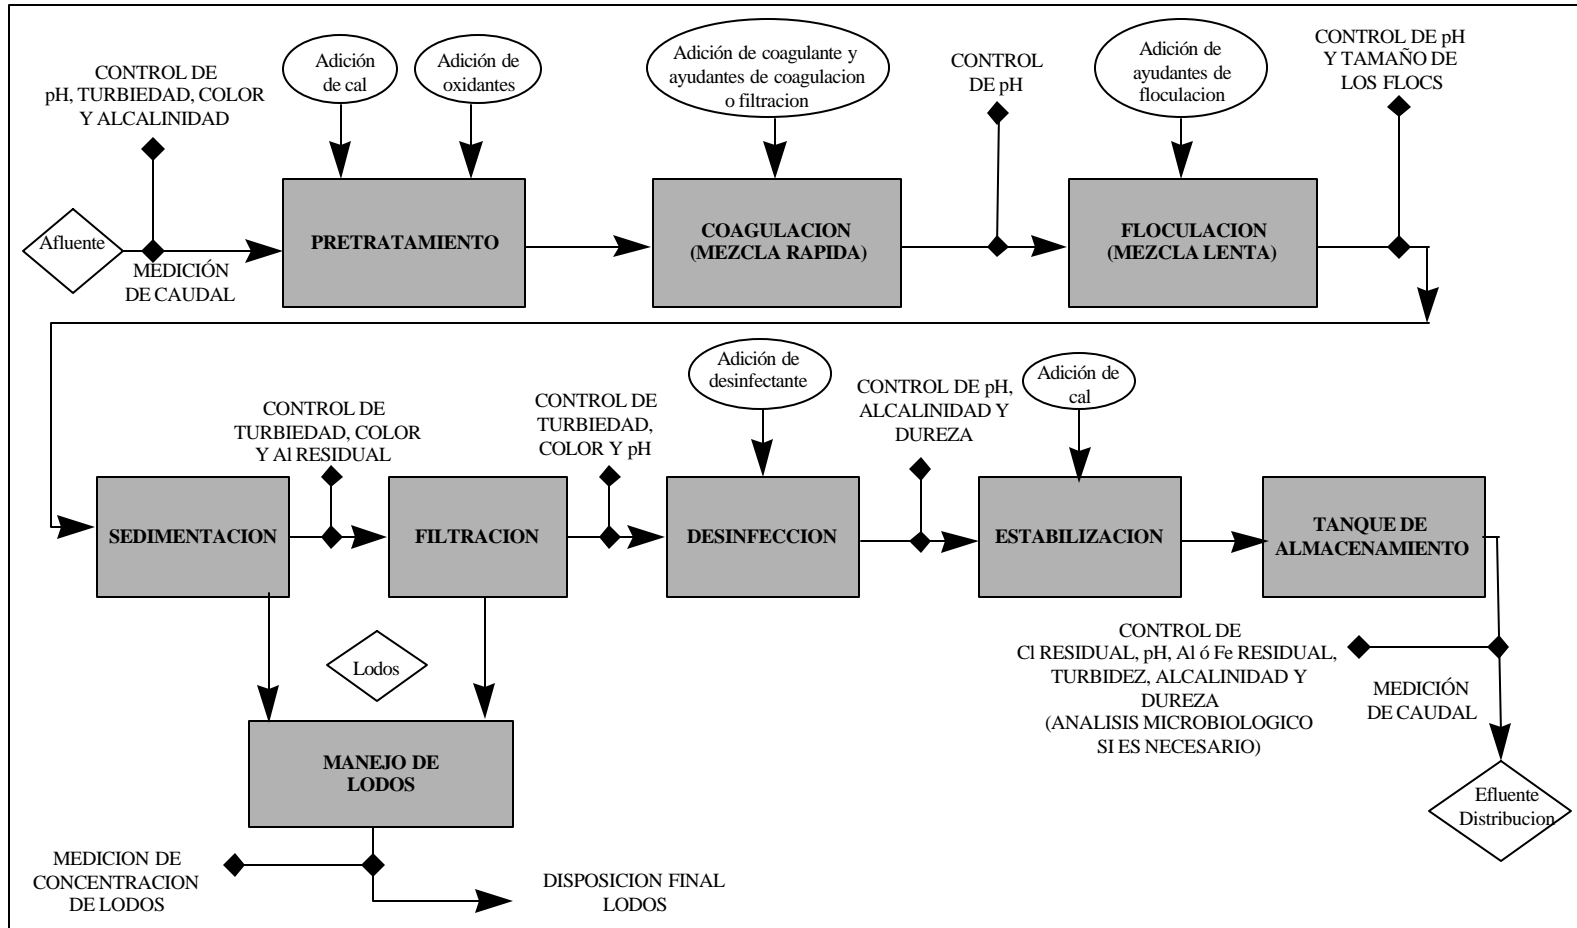 CONTROL DE
pH, TURBIEDAD, COLOR
Y ALCALINIDAD
Adición
de cal
Adición de
oxidantes
Adición de coagulante y
ayudantes de coagulacion
o filtracion
CONTROL
DE pH
Adición de
ayudantes de
floculacion
CONTROL DE pH
Y TAMAÑO DE
LOS FLOCS
Afluente
MEDICIÓN
DE CAUDAL
PRETRATAMIENTO
COAGULACION
(MEZCLA RAPIDA)
FLOCULACION
(MEZCLA LENTA)
CONTROL DE
TURBIEDAD, COLOR
Y Al RESIDUAL
CONTROL DE
TURBIEDAD,
COLOR Y pH
Adición de
desinfectante
CONTROL DE pH,
ALCALINIDAD Y
DUREZA
Adición de
cal
SEDIMENTACION
FILTRACION
DESINFECCION
ESTABILIZACION
TANQUE DE
ALMACENAMIENTO
Lodos
CONTROL DE
Cl RESIDUAL, pH, Al ó Fe RESIDUAL,
TURBIDEZ, ALCALINIDAD Y
DUREZA
(ANALISIS MICROBIOLOGICO
SI ES NECESARIO)
MEDICIÓN
DE CAUDAL
MANEJO DE
LODOS
Efluente
Distribucion
MEDICION DE
CONCENTRACION
DE LODOS
DISPOSICION FINAL
LODOS